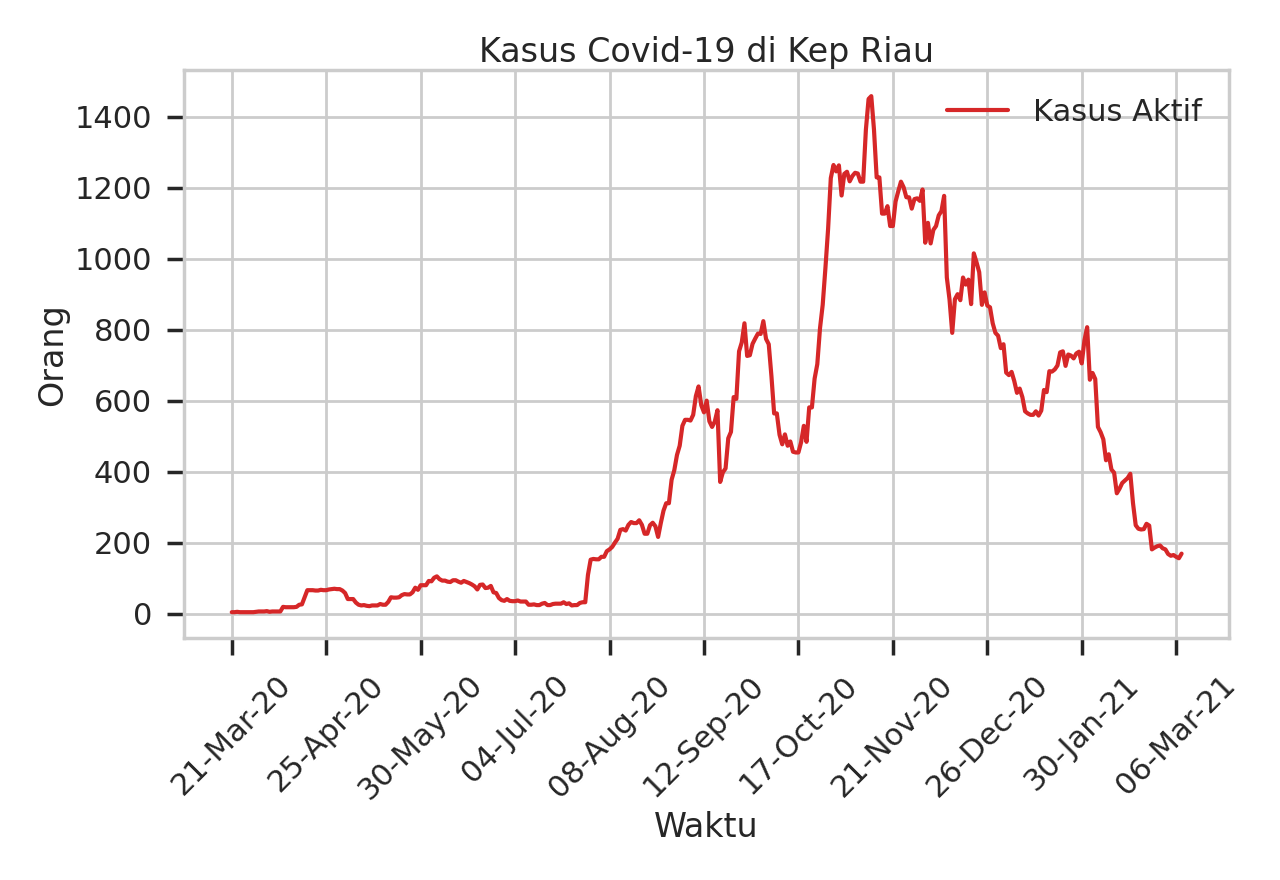 Kasus Covid-19 di Kep Riau
Kasus Aktif
1400
1200
1000
800
600
400
200
0
Orang
21-Mar-20
25-Apr-20
30-May-20
04-Jul-20
08-Aug-20
12-Sep-20
17-Oct-20
21-Nov-20
26-Dec-20
30-Jan-21
06-Mar-21
Waktu